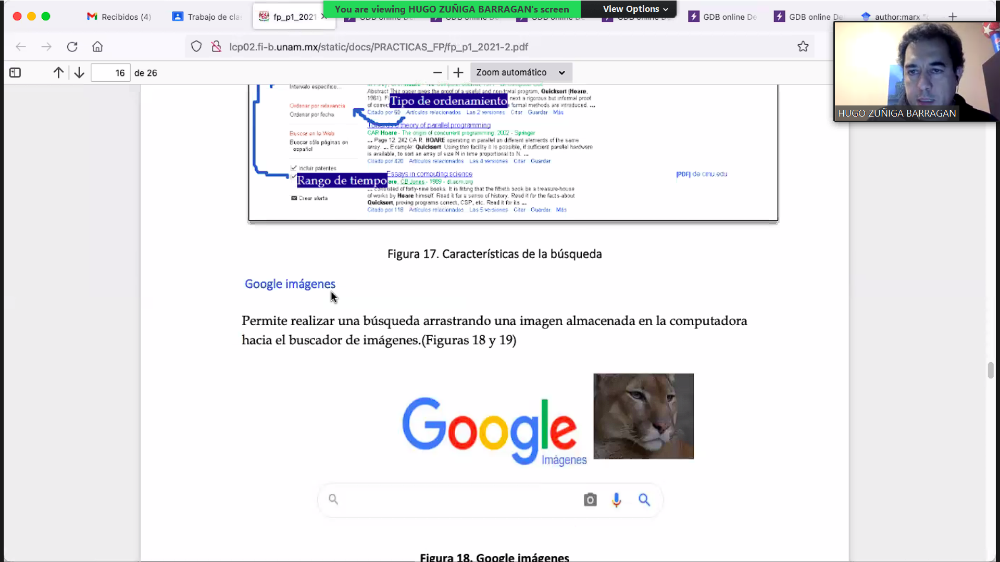 You are viewing HUGO ZUÑIGA BARRAGAN's screen
View Options
Recibidos (4)
Trabajo de cla
fp_p1_2021
GDB online De
GDB online De
author:marx "c
lcp02.fi-b.unam.mx/static/docs/PRACTICAS_FP/fp_p1_2021-2.pdf
16 de 26
Zoom automático
HUGO ZUÑIGA BARRAGAN
Intervalo específico...
Ordenar por relevancia
Ordenar por fecha
Buscar en la Web
Buscar sólo páginas en
español
Incluir patentes
Crear alerta
Tipo de ordenamiento
Rango de tiempo
Abstract This paper gives the proof of a useful and non-trivial program, Quicksort (Hoare,
1961). F next a rigorous but informal proof
of correc formal methods are introduced. ...
Citado por 60 Artículos relacionados Las 2 versiones Citar Guardar Más
theory of parallel programming
CAR Hoare - The origin of concurrent programming, 2002 - Springer
... Page 12. 242 CA R. HOARE operating in parallel on different elements of the same
array. ... Example: Quicksort. Using this facility it is possible, if sufficient parallel hardware
is available, to sort an array of size N in time proportional to N. ...
Citado por 420 Artículos relacionados Las 4 versiones Citar Guardar
Essays in computing science
[PDF] de cmu.edu
are, CB Jones - 1989 - dl.acm.org
... consisted of forty-nine books. It is fitting that the fiftieth book be a treasure-house
of works by Hoare himself. Read it for a sense of history. Read it for the facts-about
Quicksort, proving programs correct, CSP, etc. Read it for its ...
Citado por 118 Artículos relacionados Las 5 versiones Citar Guardar Más
Figura 17. Características de la búsqueda
Google imágenes
Permite realizar una búsqueda arrastrando una imagen almacenada en la computadora
hacia el buscador de imágenes.(Figuras 18 y 19)
Google
Imágenes
Figura 18. Google imágenes